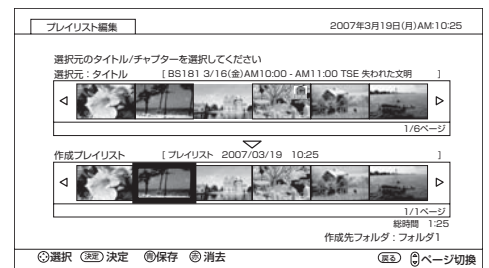 プレイリスト編集
2007年3月19日(月)AM:10:25
選択元のタイトル/チャプターを選択してください
選択元：タイトル [ BS181 3/16(金)AM10:00 - AM11:00 TSE 失われた文明 ]
1/6ページ
作成プレイリスト [ プレイリスト 2007/03/19 10:25 ]
1/1ページ
総時間 1:25
作成先フォルダ：フォルダ1
選択 決定 決定 青 保存 赤 消去 戻る ページ切換